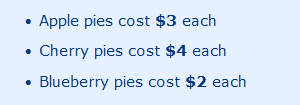 • Apple pies cost $3 each
• Cherry pies cost $4 each
• Blueberry pies cost $2 each